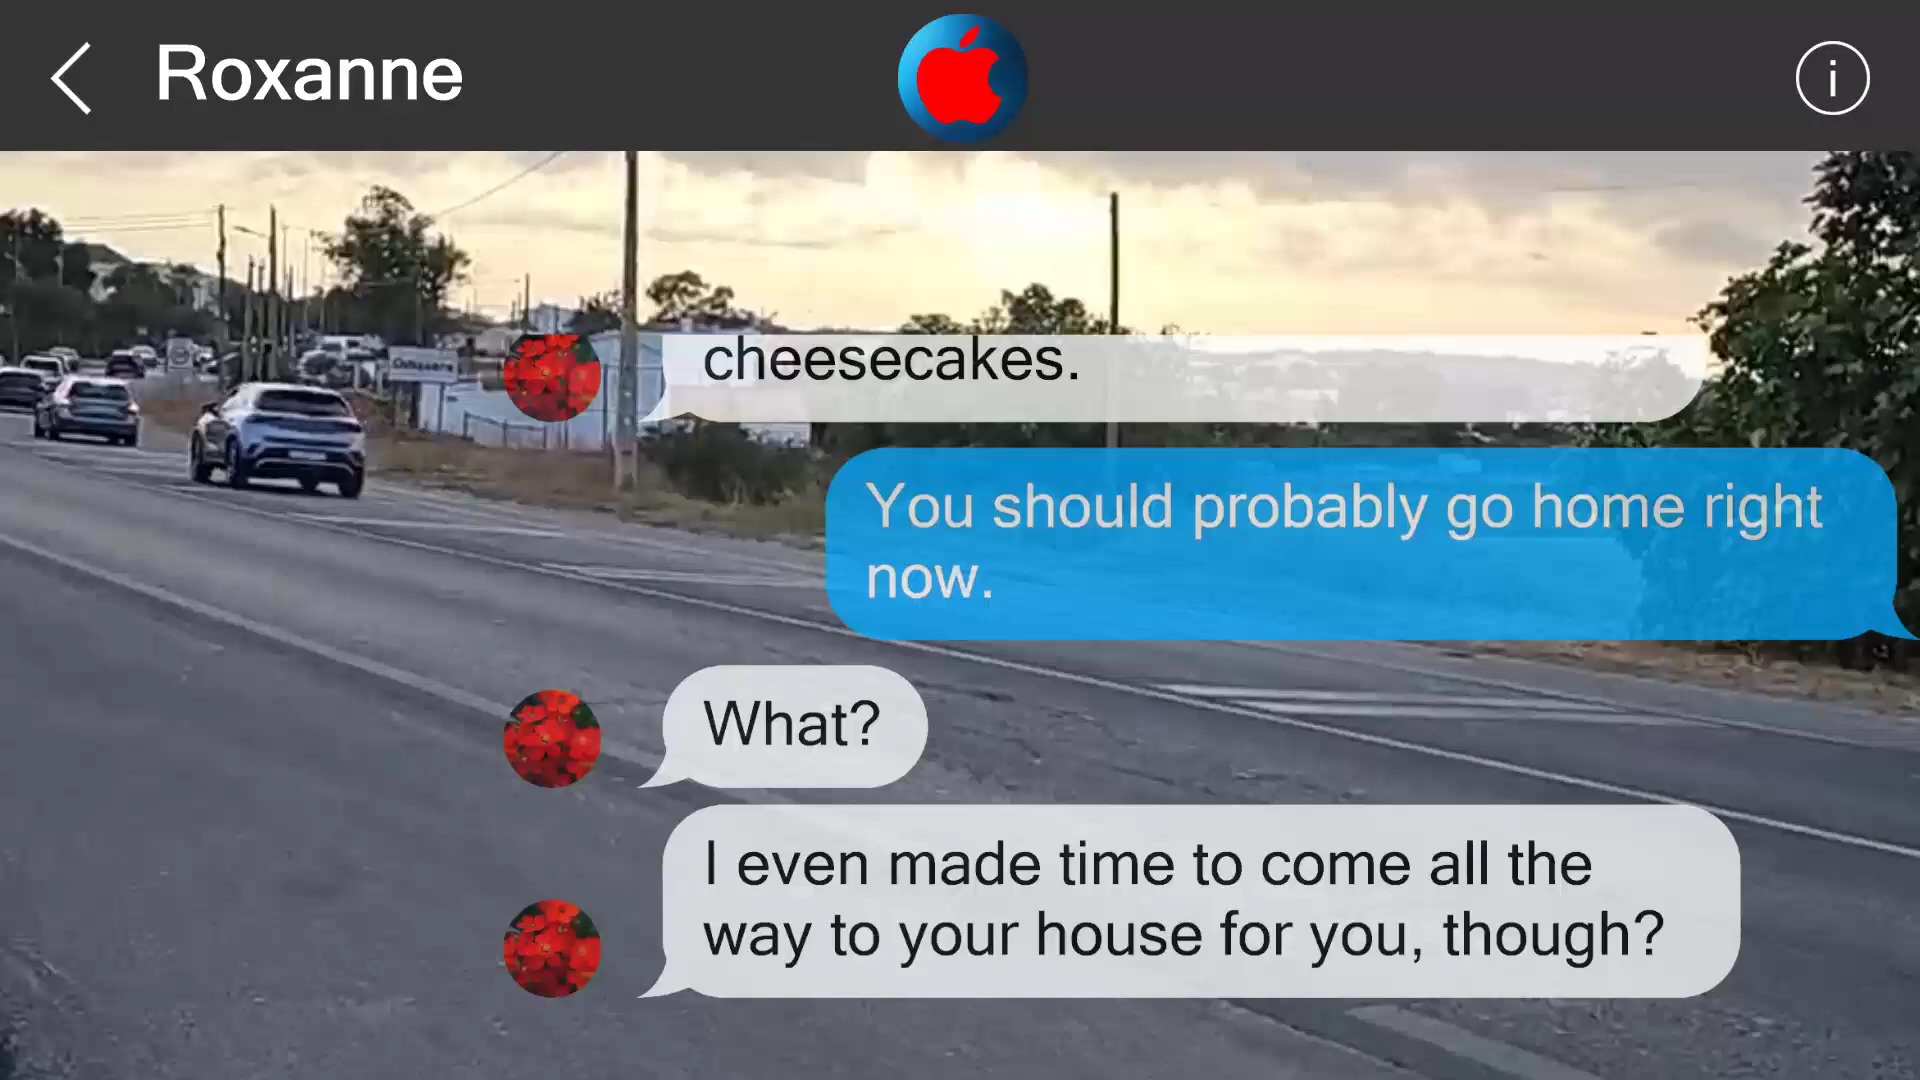 Roxanne
i
cheesecakes.
You should probably go home right
now.
What?
I even made time to come all the
way to your house for you, though?